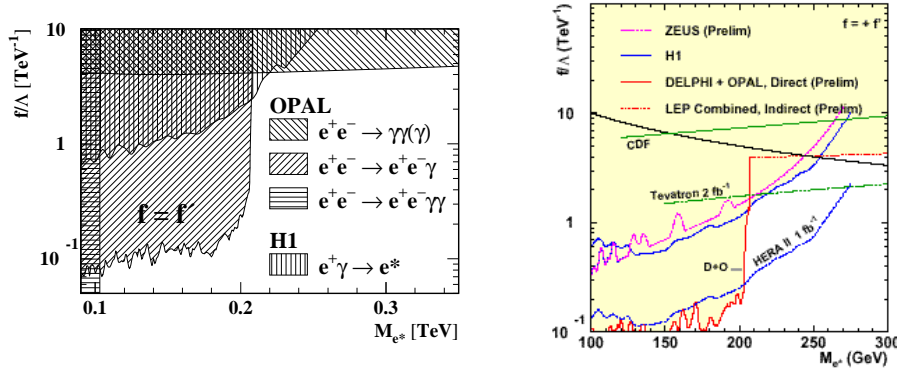 f/Λ [TeV⁻¹]
10
1
10⁻¹
OPAL
e⁺e⁻ → γγ(γ)
e⁺e⁻ → e⁺e⁻γ
e⁺e⁻ → e⁺e⁻γγ
f = f´
H1
e⁺γ → e*
0.1 0.2 0.3
M_e* [TeV]
f/Λ (TeV⁻¹)
10²
10
1
10⁻¹
f = + f'
ZEUS (Prelim)
H1
DELPHI + OPAL, Direct (Prelim)
LEP Combined, Indirect (Prelim)
CDF
Tevatron 2 fb⁻¹
D+O
HERA II 1 fb⁻¹
100 150 200 250 300
M_e* (GeV)